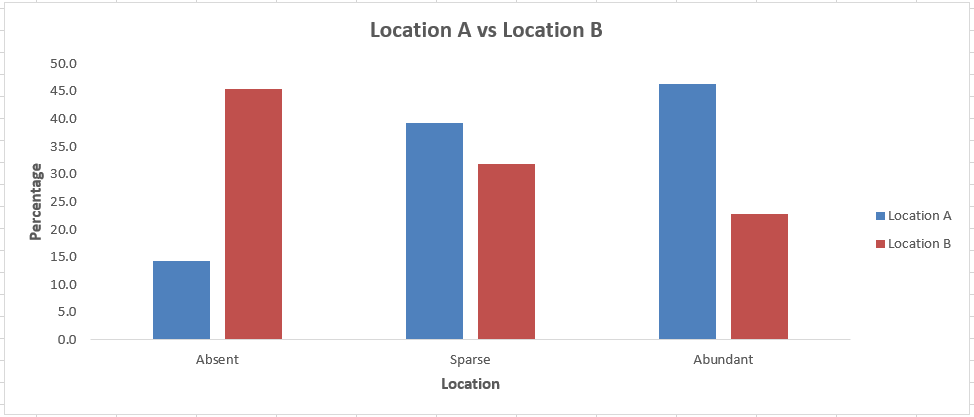 Location A vs Location B
50.0
45.0
40.0
35.0
30.0
25.0
20.0
15.0
10.0
5.0
0.0
Percentage
Absent
Sparse
Abundant
Location
Location A
Location B